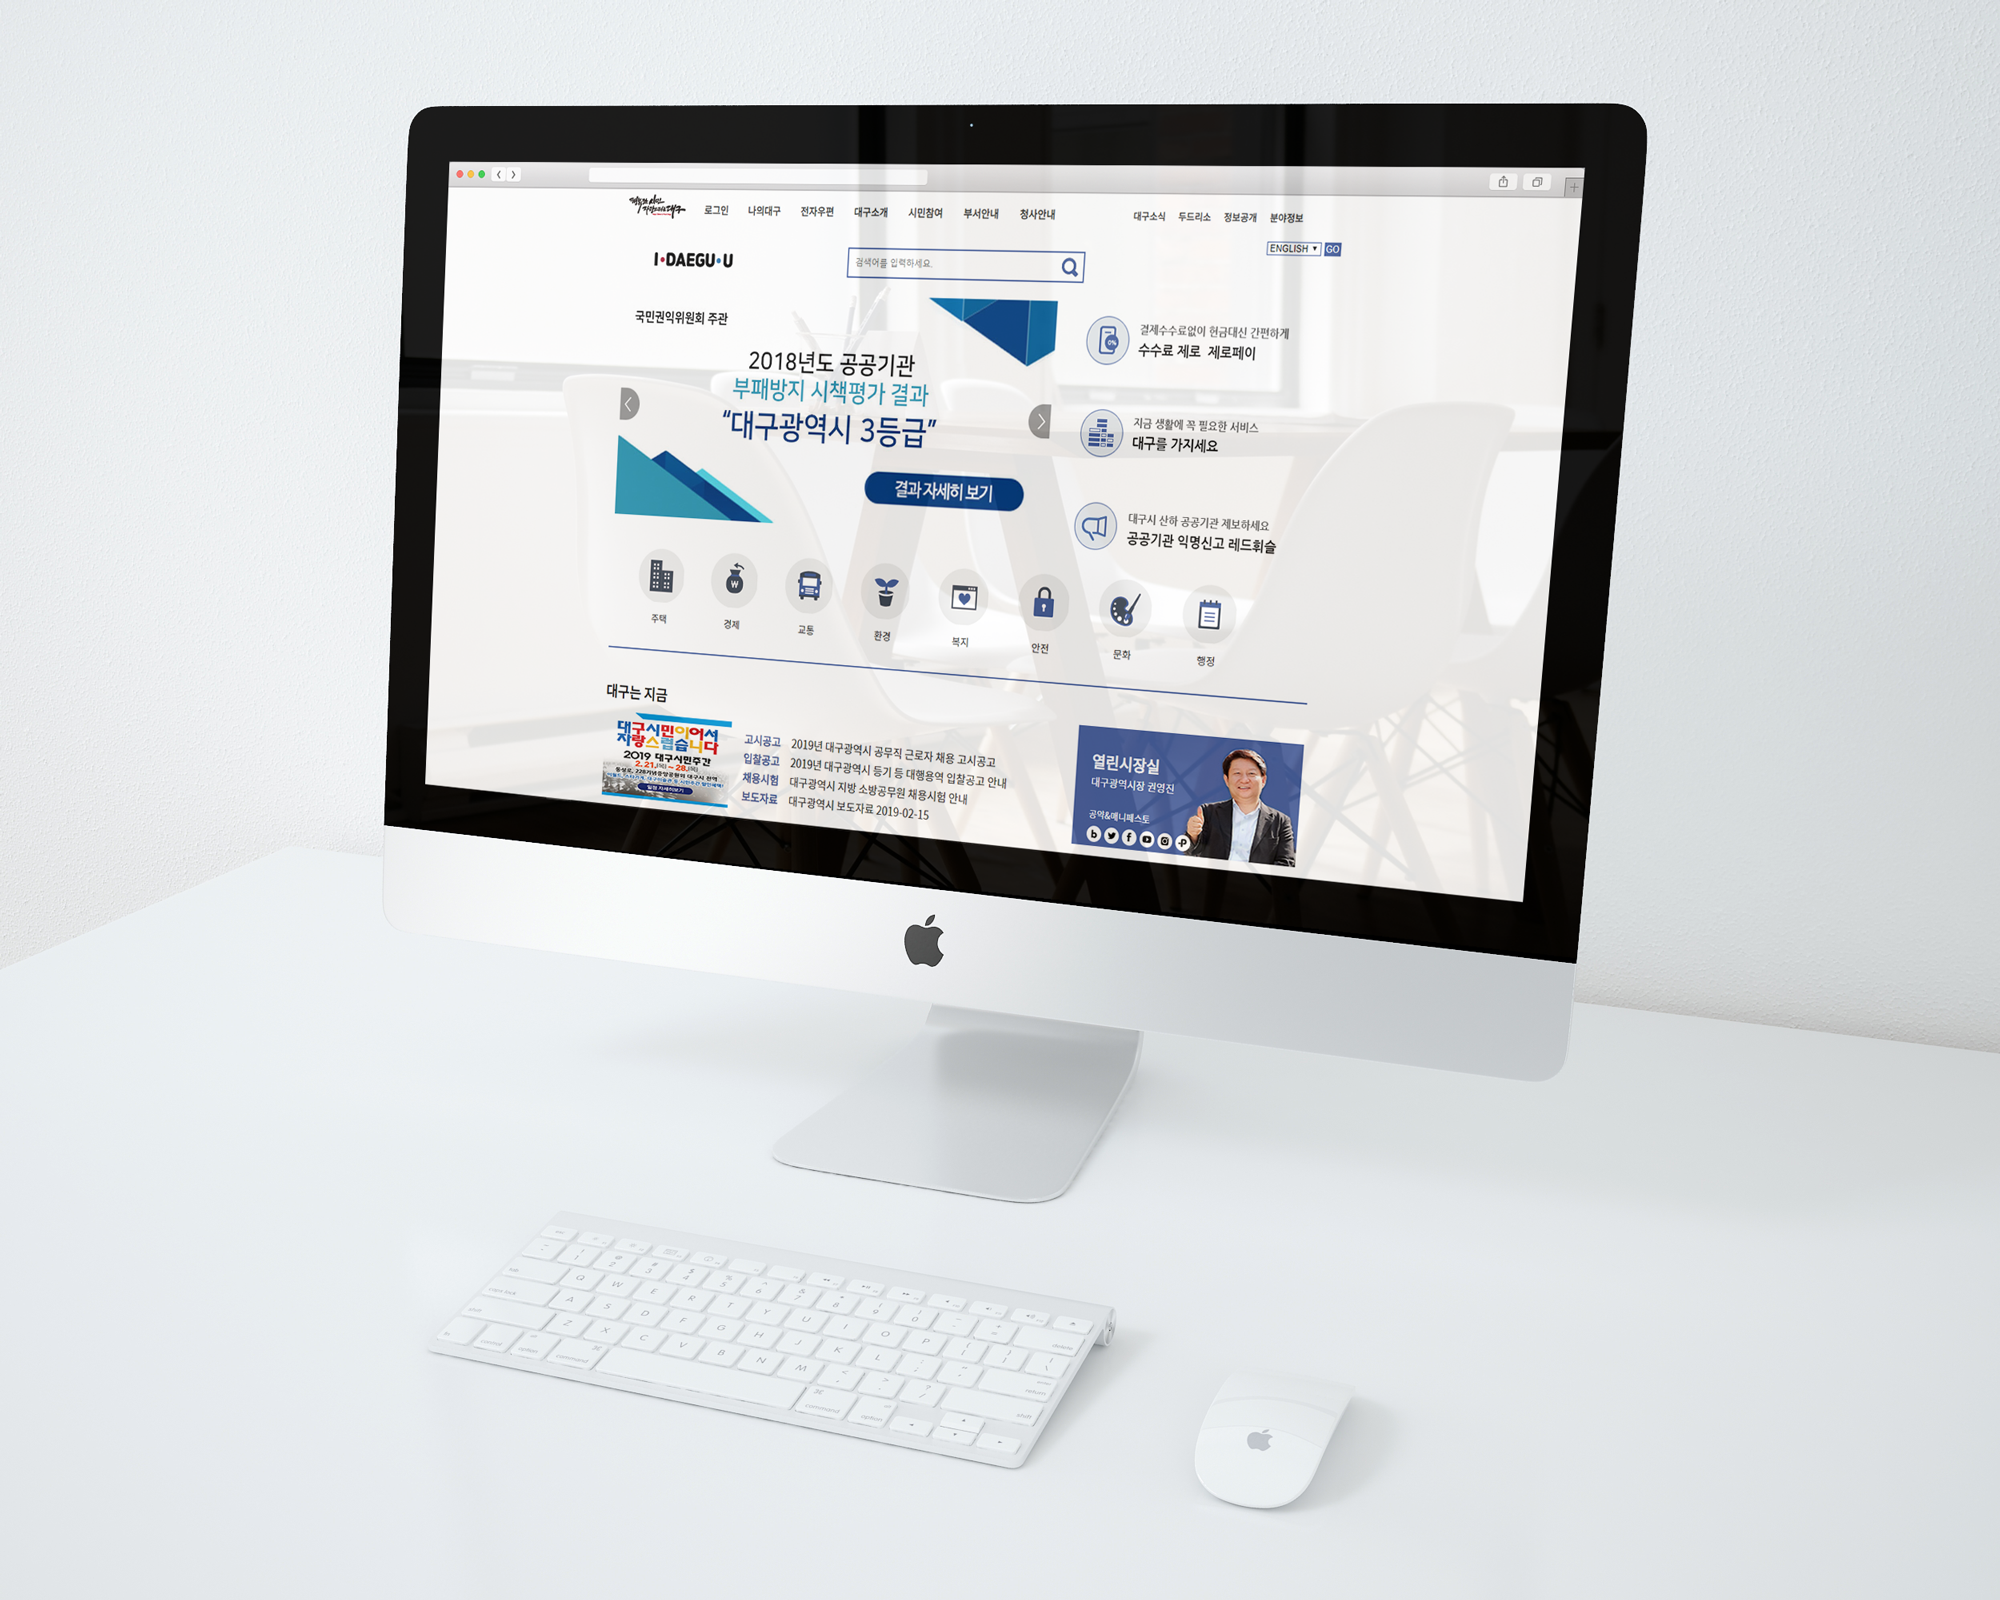 로그인 나의대구 전자우편 대구소개 시민참여 부서안내 청사안내 대구소식 두드리소 정보공개 분야정보
ENGLISH GO
I·DAEGU·U
검색어를 입력하세요.
국민권익위원회 주관
2018년도 공공기관
부패방지 시책평가 결과
“대구광역시 3등급”
결과 자세히 보기
결제수수료없이 현금대신 간편하게
수수료 제로 제로페이
지금 생활에 꼭 필요한 서비스
대구를 가지세요
대구시 산하 공공기관 제보하세요
공공기관 익명신고 레드휘슬
주택 경제 교통 환경 복지 안전 문화 행정
대구는 지금
대구시민이어서
자랑스럽습니다
2019 대구시민주간
2. 21.(목) ~ 28.(목)
일정 자세히보기
고시공고 2019년 대구광역시 공무직 근로자 채용 고시공고
입찰공고 2019년 대구광역시 등기 등 대행용역 입찰공고 안내
채용시험 대구광역시 지방 소방공무원 채용시험 안내
보도자료 대구광역시 보도자료 2019-02-15
열린시장실
대구광역시장 권영진
공약&매니페스토
Q W E R T Y U I O P
A S D F G H J K L
Z X C V B N M
command option